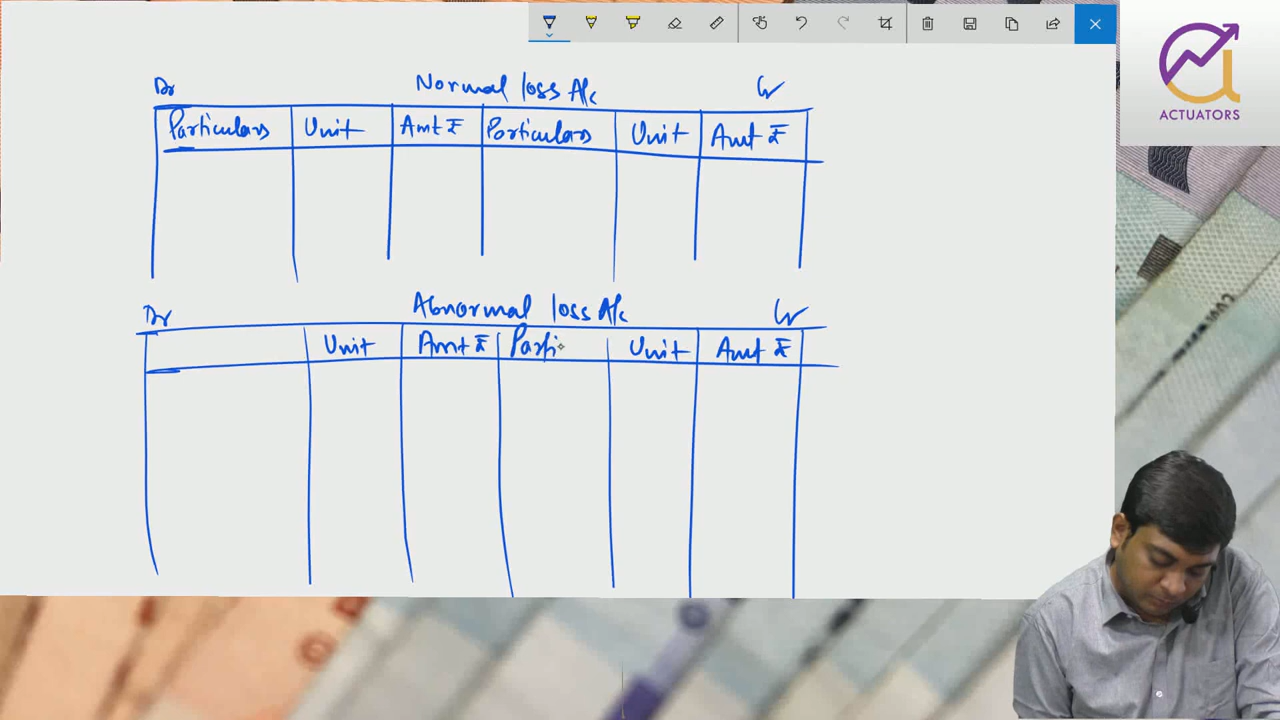 ACTUATORS
Dr Normal loss A/c Cr
Particulars Unit Amt ₹ Particulars Unit Amt ₹
Dr Abnormal loss A/c Cr
Unit Amt ₹ Parti Unit Amt ₹